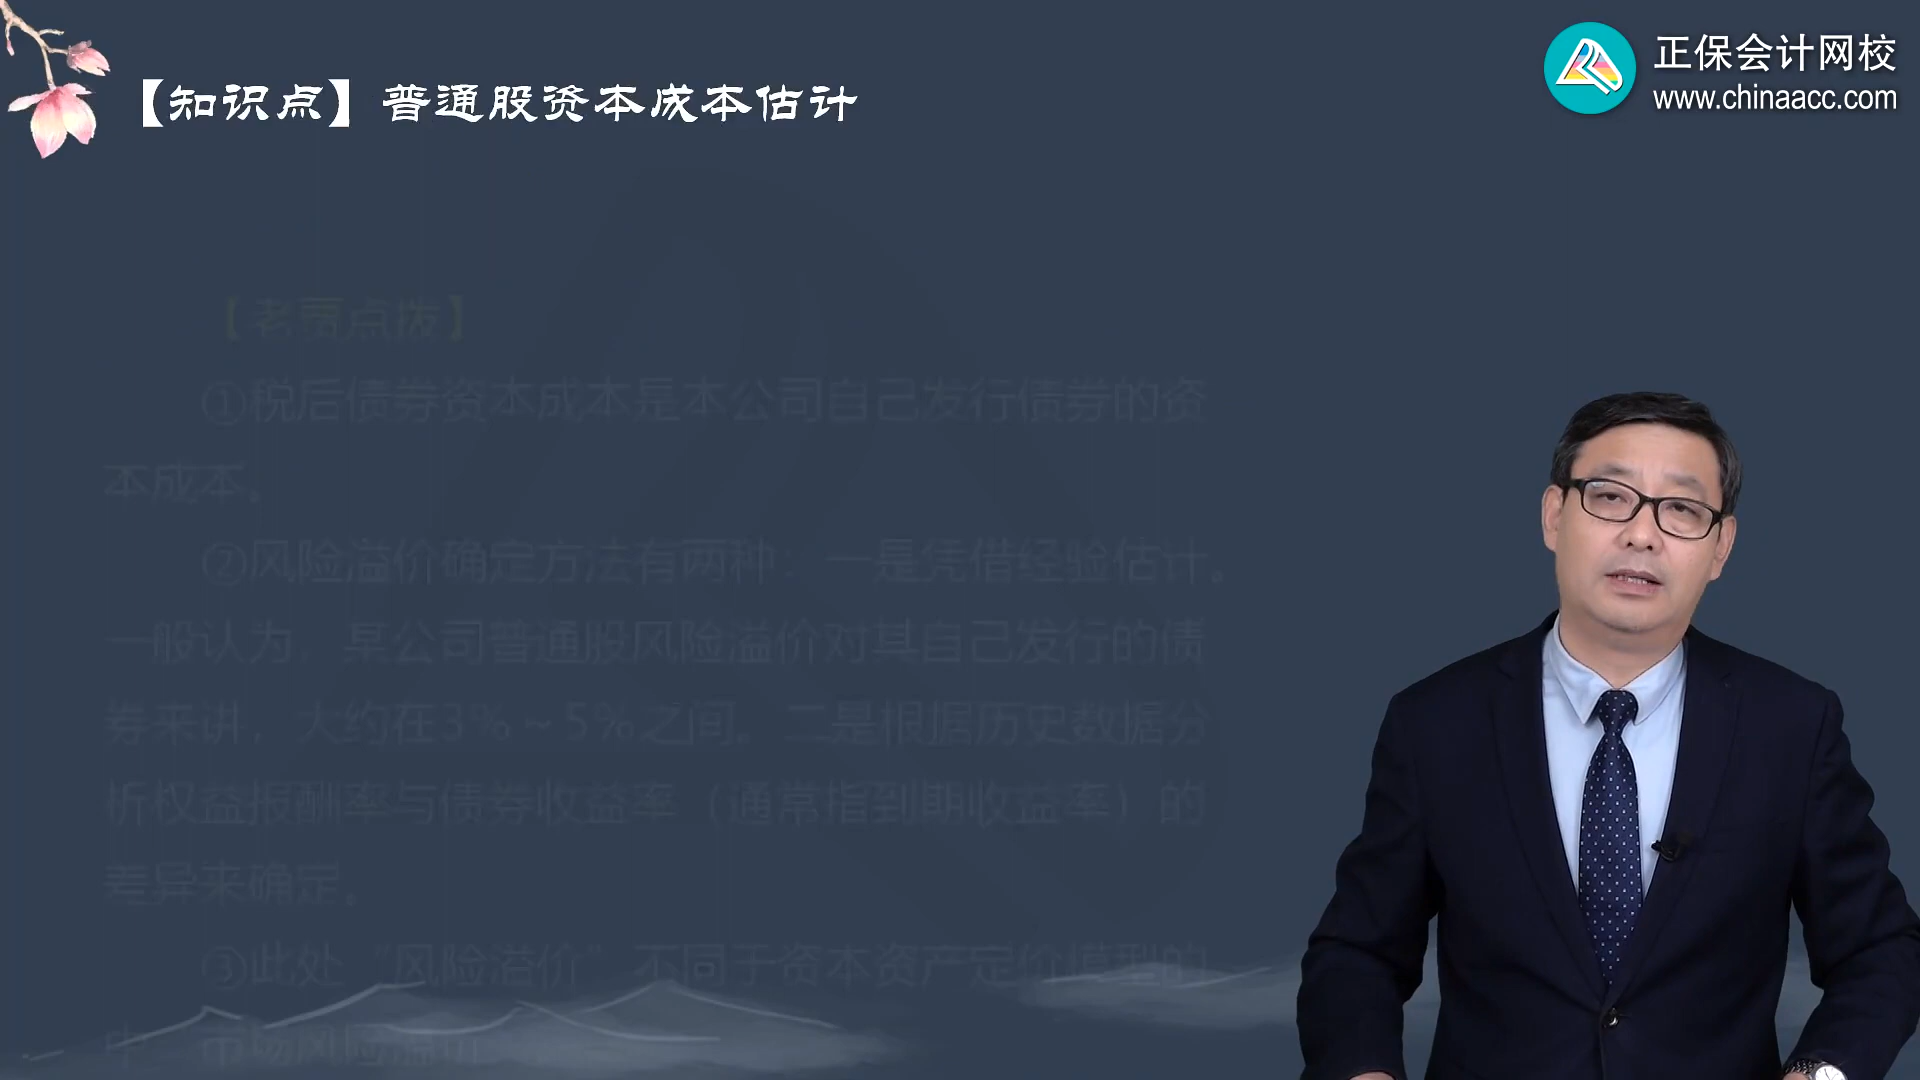 【知识点】普通股资本成本估计
正保会计网校
www.chinaacc.com
【老贾点拨】
①税后债券资本成本是本公司自己发行债券的资
本成本。
②风险溢价确定方法有两种：一是凭借经验估计。
一般认为，某公司普通股风险溢价对其自己发行的债
券来讲，大约在3%～5%之间。二是根据历史数据分
析权益报酬率与债券收益率（通常指到期收益率）的
差异来确定。
③此处“风险溢价”不同于资本资产定价模型的
中“市场风险溢价